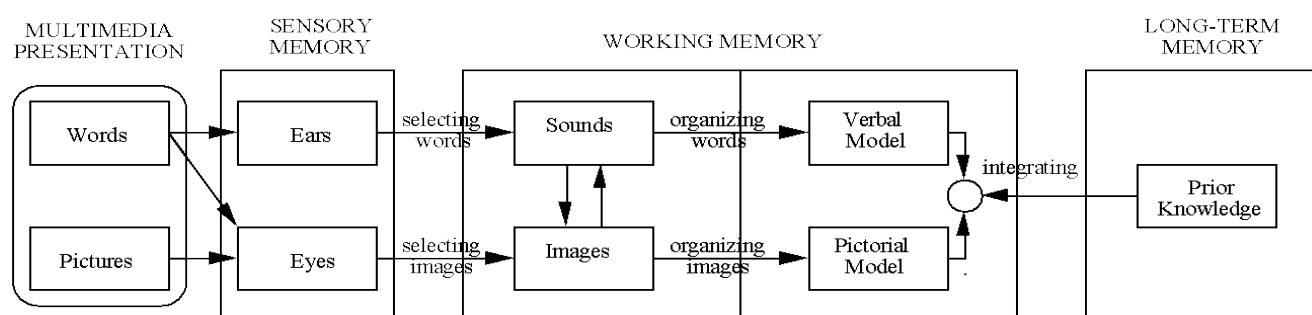 MULTIMEDIA
PRESENTATION
SENSORY
MEMORY
WORKING MEMORY
LONG-TERM
MEMORY
Words
Ears
selecting
words
Sounds
organizing
words
Verbal
Model
integrating
Prior
Knowledge
Pictures
Eyes
selecting
images
Images
organizing
images
Pictorial
Model